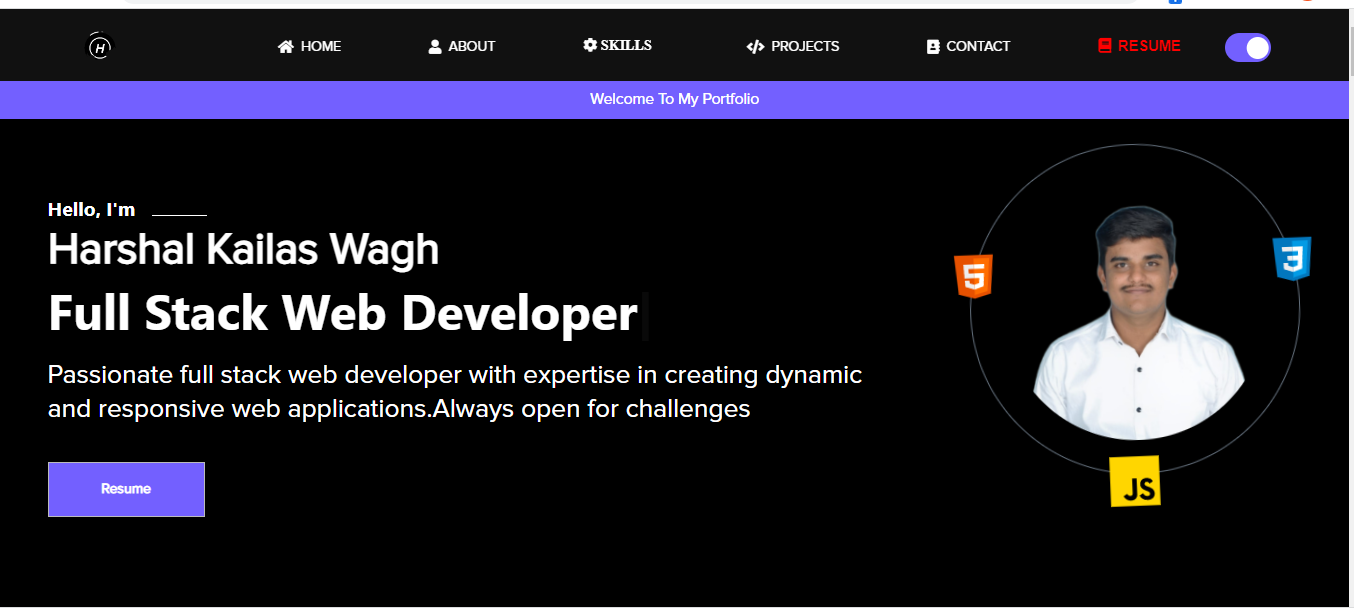 H
HOME ABOUT SKILLS PROJECTS CONTACT RESUME
Welcome To My Portfolio
Hello, I'm
Harshal Kailas Wagh
Full Stack Web Developer
Passionate full stack web developer with expertise in creating dynamic
and responsive web applications.Always open for challenges
Resume
5
3
JS